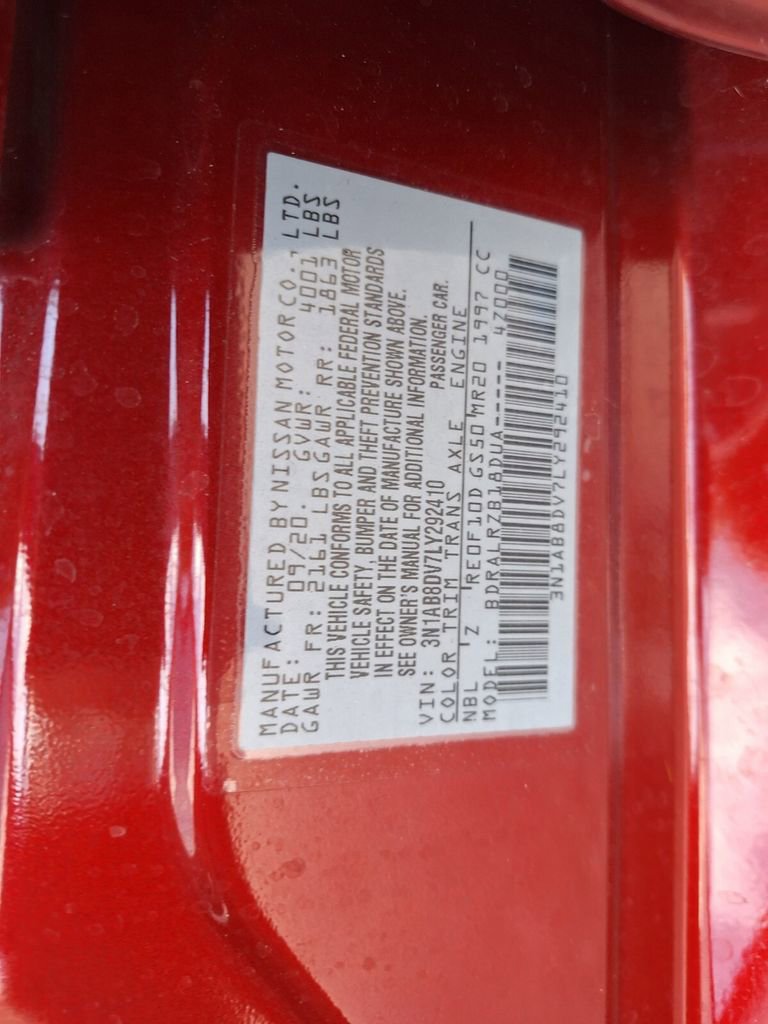 MANUFACTURED BY NISSAN MOTOR CO., LTD.
DATE: 09/20. GVWR: 4001 LBS
GAWR FR: 2161 LBS GAWR RR: 1863 LBS
THIS VEHICLE CONFORMS TO ALL APPLICABLE FEDERAL MOTOR
VEHICLE SAFETY, BUMPER AND THEFT PREVENTION STANDARDS
IN EFFECT ON THE DATE OF MANUFACTURE SHOWN ABOVE.
SEE OWNER'S MANUAL FOR ADDITIONAL INFORMATION.
VIN: 3N1AB8DV7LY292410 PASSENGER CAR.
COLOR TRIM TRANS AXLE ENGINE
NBL 'Z 'RE0F10D GS50 MR20 1997 CC
MODEL: BDRALRZB18DUA----- 4Z000
3N1AB8DV7LY292410